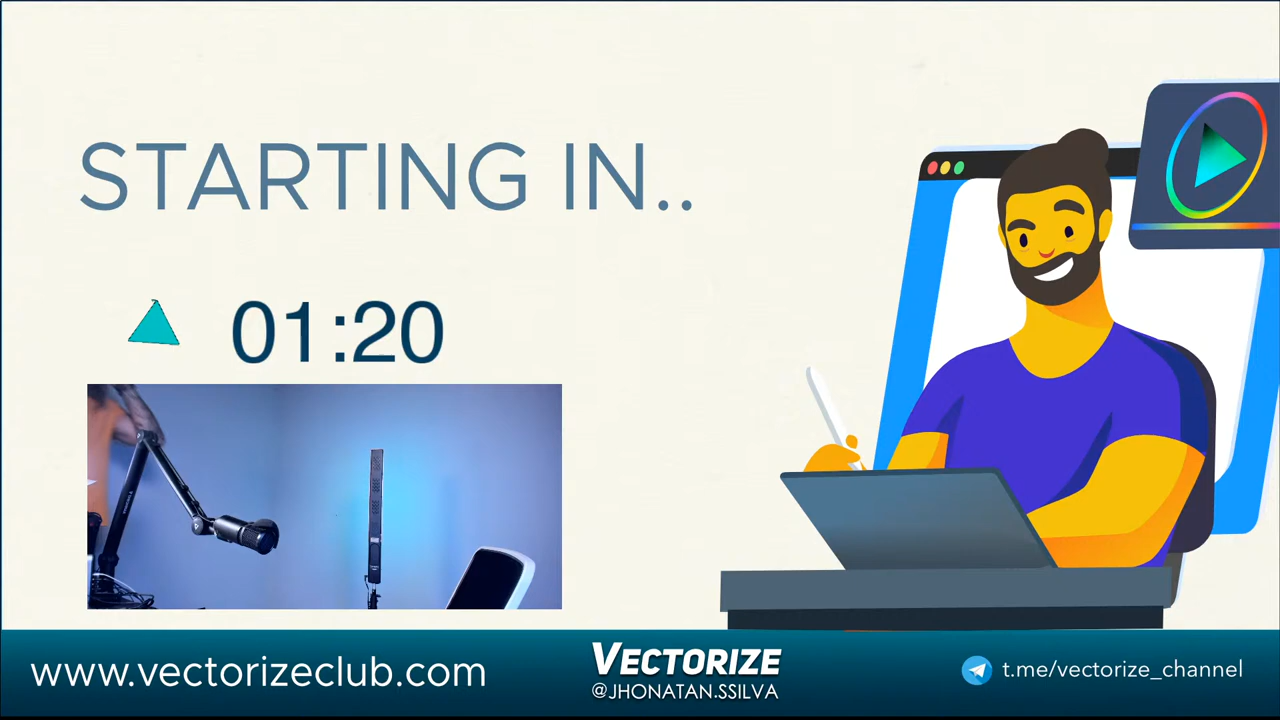 STARTING IN..
01:20
www.vectorizeclub.com
VECTORIZE
@JHONATAN.SSILVA
t.me/vectorize_channel